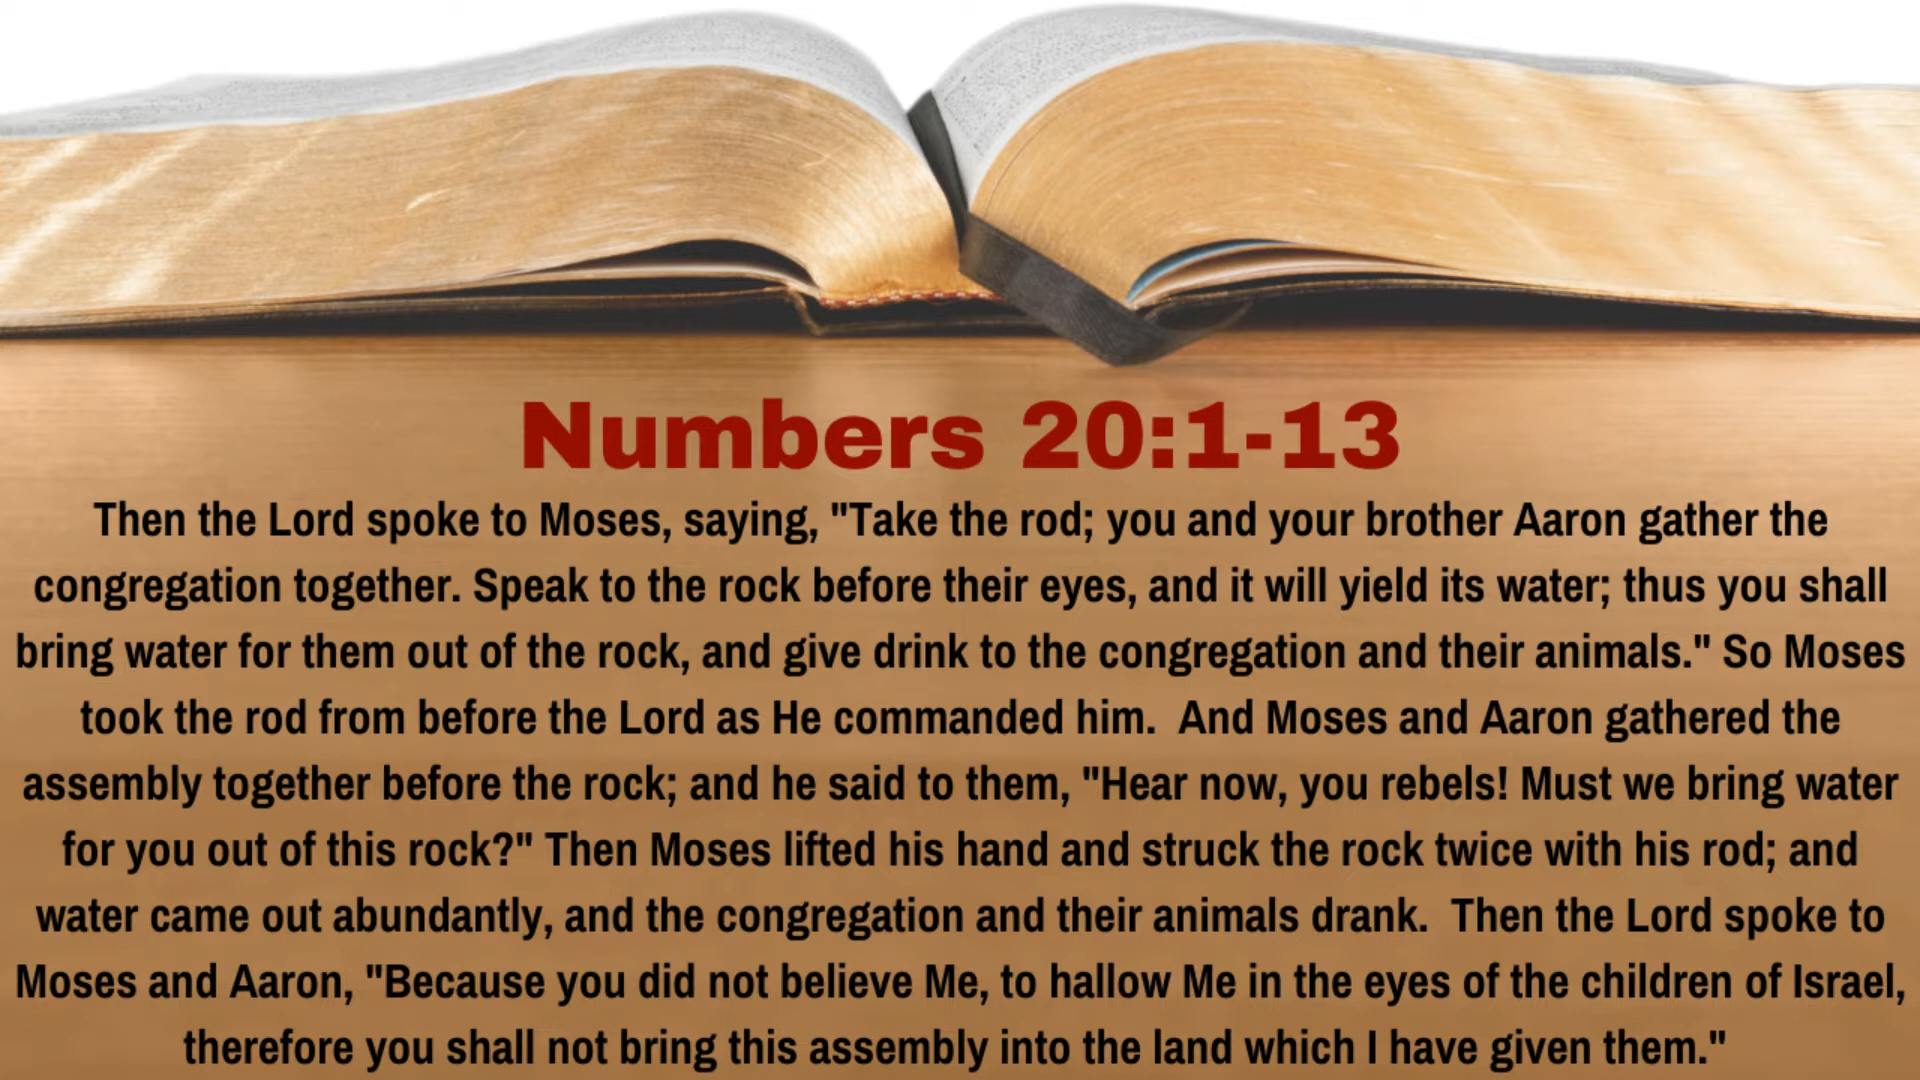 Numbers 20:1-13
Then the Lord spoke to Moses, saying, "Take the rod; you and your brother Aaron gather the
congregation together. Speak to the rock before their eyes, and it will yield its water; thus you shall
bring water for them out of the rock, and give drink to the congregation and their animals." So Moses
took the rod from before the Lord as He commanded him.  And Moses and Aaron gathered the
assembly together before the rock; and he said to them, "Hear now, you rebels! Must we bring water
for you out of this rock?" Then Moses lifted his hand and struck the rock twice with his rod; and
water came out abundantly, and the congregation and their animals drank.  Then the Lord spoke to
Moses and Aaron, "Because you did not believe Me, to hallow Me in the eyes of the children of Israel,
therefore you shall not bring this assembly into the land which I have given them."